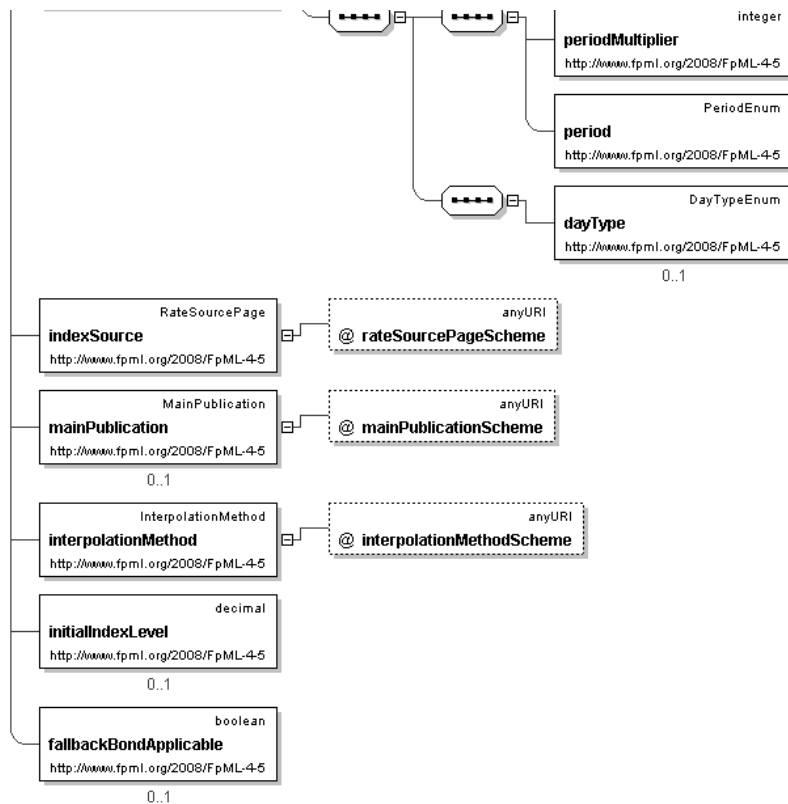 integer
periodMultiplier
http://www.fpml.org/2008/FpML-4-5
PeriodEnum
period
http://www.fpml.org/2008/FpML-4-5
DayTypeEnum
dayType
http://www.fpml.org/2008/FpML-4-5
0..1
RateSourcePage
indexSource
http://www.fpml.org/2008/FpML-4-5
anyURI
@ rateSourcePageScheme
MainPublication
mainPublication
http://www.fpml.org/2008/FpML-4-5
0..1
anyURI
@ mainPublicationScheme
InterpolationMethod
interpolationMethod
http://www.fpml.org/2008/FpML-4-5
anyURI
@ interpolationMethodScheme
decimal
initialIndexLevel
http://www.fpml.org/2008/FpML-4-5
0..1
boolean
fallbackBondApplicable
http://www.fpml.org/2008/FpML-4-5
0..1